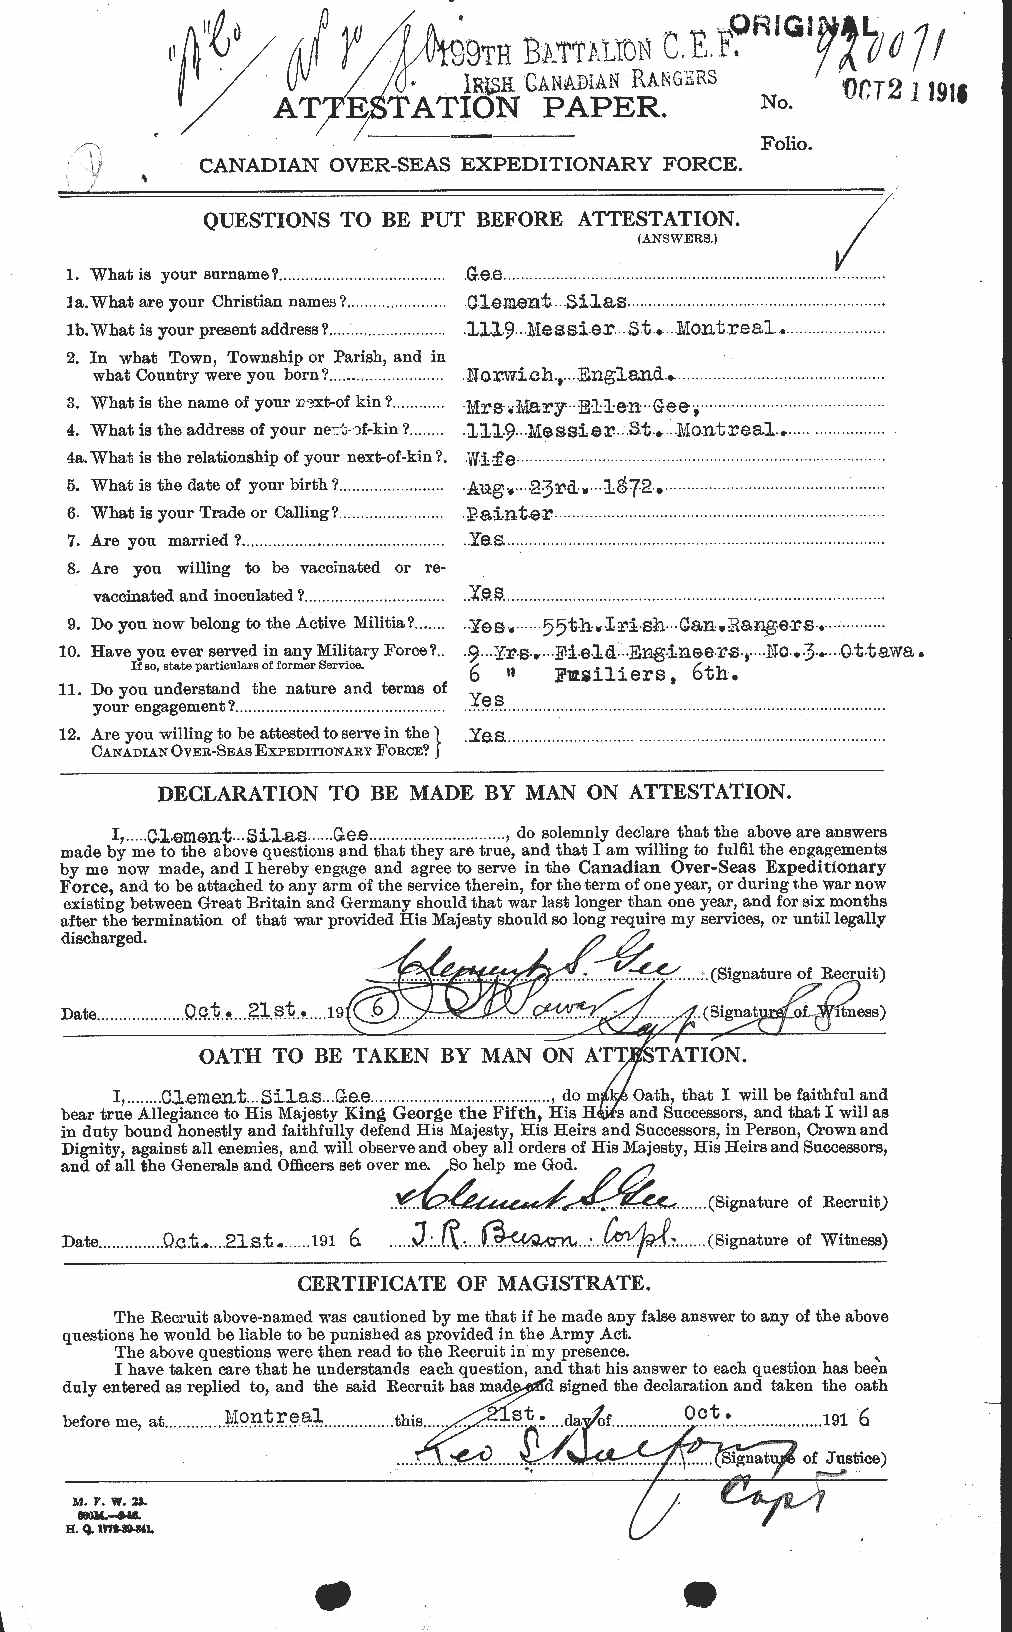 "A" Co
ORIGINAL
199TH BATTALION C.E.F.
920071
IRISH CANADIAN RANGERS
OCT 21 1916
ATTESTATION PAPER.
No.
Folio.
CANADIAN OVER-SEAS EXPEDITIONARY FORCE.
QUESTIONS TO BE PUT BEFORE ATTESTATION.
(ANSWERS.)
1. What is your surname? Gee
1a. What are your Christian names? Clement Silas
1b. What is your present address? 1119 Messier St. Montreal.
2. In what Town, Township or Parish, and in
what Country were you born? Norwich, England.
3. What is the name of your next-of kin? Mrs. Mary Ellen Gee,
4. What is the address of your next-of-kin? 1119 Messier St. Montreal.
4a. What is the relationship of your next-of-kin?. Wife
5. What is the date of your birth? Aug. 23rd. 1872.
6. What is your Trade or Calling? Painter
7. Are you married? Yes
8. Are you willing to be vaccinated or re-
vaccinated and inoculated? Yes
9. Do you now belong to the Active Militia? Yes. 55th. Irish Can. Rangers.
10. Have you ever served in any Military Force?.. 9 Yrs. Field Engineers, No. 3. Ottawa.
If so, state particulars of former Service.
6 " Fusiliers, 6th.
11. Do you understand the nature and terms of
your engagement? Yes
12. Are you willing to be attested to serve in the }
CANADIAN OVER-SEAS EXPEDITIONARY FORCE? } Yes
DECLARATION TO BE MADE BY MAN ON ATTESTATION.
I, Clement Silas Gee, do solemnly declare that the above are answers
made by me to the above questions and that they are true, and that I am willing to fulfil the engagements
by me now made, and I hereby engage and agree to serve in the Canadian Over-Seas Expeditionary
Force, and to be attached to any arm of the service therein, for the term of one year, or during the war now
existing between Great Britain and Germany should that war last longer than one year, and for six months
after the termination of that war provided His Majesty should so long require my services, or until legally
discharged.
Clement S. Gee (Signature of Recruit)
Date Oct. 21st. 1916 (Signature of Witness)
OATH TO BE TAKEN BY MAN ON ATTESTATION.
I, Clement Silas Gee, do make Oath, that I will be faithful and
bear true Allegiance to His Majesty King George the Fifth, His Heirs and Successors, and that I will as
in duty bound honestly and faithfully defend His Majesty, His Heirs and Successors, in Person, Crown and
Dignity, against all enemies, and will observe and obey all orders of His Majesty, His Heirs and Successors,
and of all the Generals and Officers set over me. So help me God.
Clement S. Gee (Signature of Recruit)
Date Oct. 21st. 191 6 J. R. Beeson. Corpl. (Signature of Witness)
CERTIFICATE OF MAGISTRATE.
The Recruit above-named was cautioned by me that if he made any false answer to any of the above
questions he would be liable to be punished as provided in the Army Act.
The above questions were then read to the Recruit in my presence.
I have taken care that he understands each question, and that his answer to each question has been
duly entered as replied to, and the said Recruit has made and signed the declaration and taken the oath
before me, at Montreal this 21st. day of Oct. 191 6
(Signature of Justice)
Capt
M. F. W. 23.
H. Q. 1772-39-841.